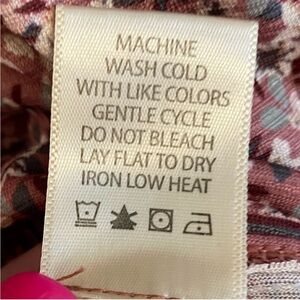 MACHINE
WASH COLD
WITH LIKE COLORS
GENTLE CYCLE
DO NOT BLEACH
LAY FLAT TO DRY
IRON LOW HEAT